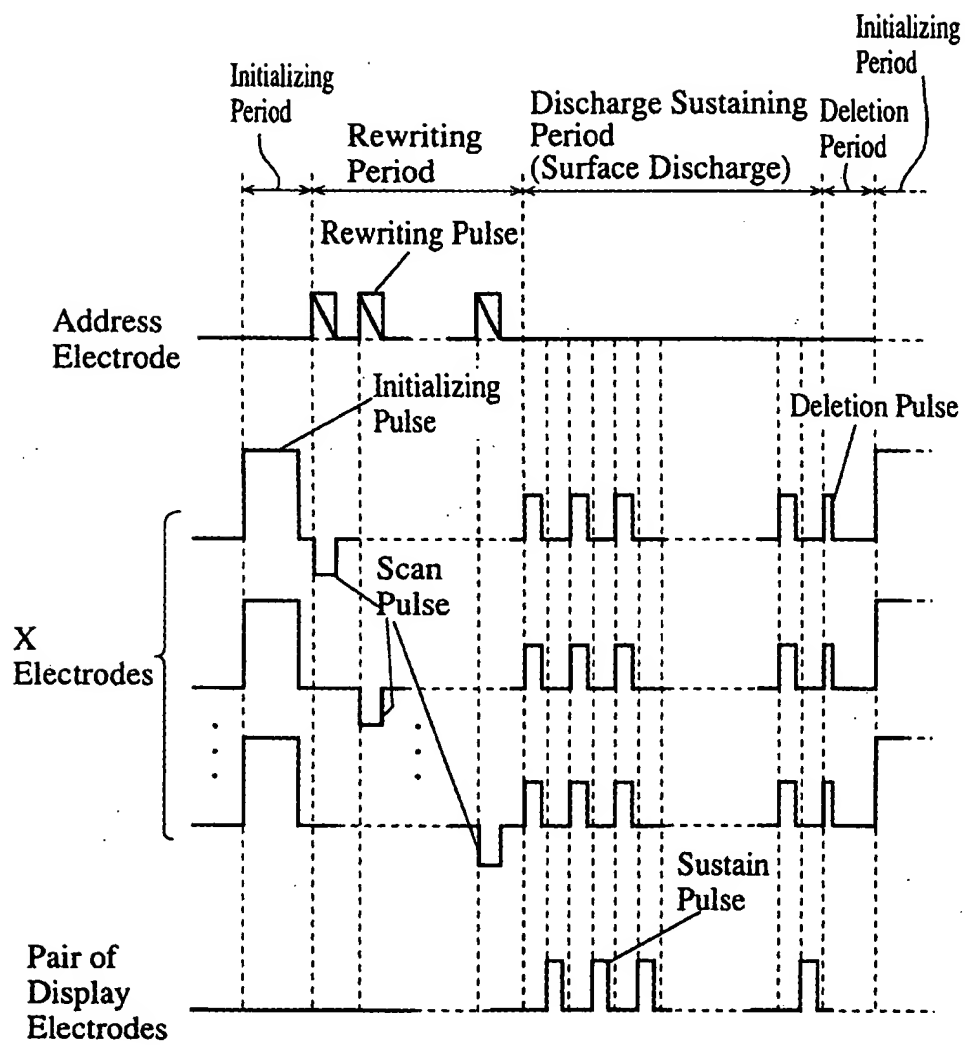 Initializing
Period
Initializing
Period
Rewriting
Period
Discharge Sustaining
Period
(Surface Discharge)
Deletion
Period
Rewriting Pulse
Address
Electrode
Initializing
Pulse
Deletion Pulse
Scan
Pulse
X
Electrodes
Sustain
Pulse
Pair of
Display
Electrodes